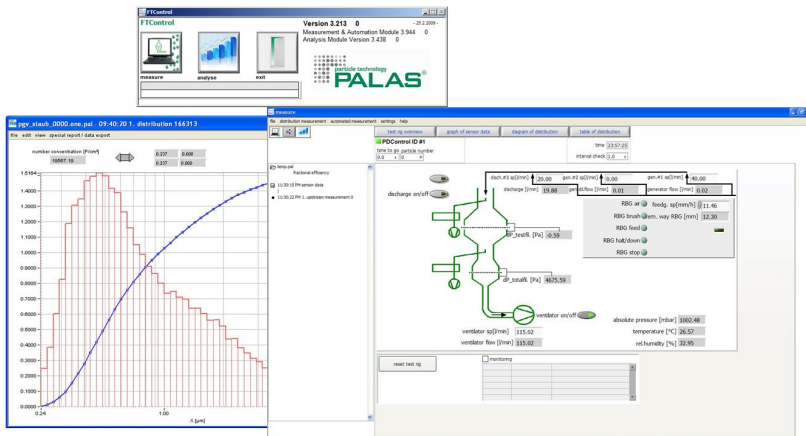 FTControl
FTControl
Version 3.213 0 - 25.2.2009 -
Measurement & Automation Module 3.944 0
Analysis Module Version 3.438 0
measure
analyse
exit
particle technology
PALAS®
pgv_staub_0000.one.pal - 09:40:20 1. distribution 166313
file edit view special report / data export
number concentration [P/cm³]
19567.19
0.237 0.000
0.237 0.000
1.5164
1.4000
1.3000
1.2000
1.1000
1.0000
0.9000
0.8000
0.7000
0.6000
0.5000
0.4000
0.3000
0.2000
0.1000
0.0000
0.24
1.00
X [µm]
measure
file distribution measurement automated measurement settings help
test rig overview
graph of sensor data
diagram of distribution
table of distribution
PDControl ID #1
time to go particle number
0.0 0 P
time 23:57:25
interval check 1.0
temp.pal
fractional efficiency
11:30:15 PM sensor data
11:30:22 PM 1. upstream measurement 0
disch.#3 sp[l/min] 20.00
gen.#2 sp[l/min] 0.00
gen.#1 sp[l/min] 40.00
discharge on/off
discharge [l/min] 19.88
gen.dil.flow [l/min] 0.01
generator flow [l/min] 0.02
RBG ar
feedg. sp[mm/h] 11.46
RBG brush
rem. way RBG [mm] 12.30
RBG feed
RBG halt/down
RBG stop
dP_testfil. [Pa] -0.59
dP_totalfil. [Pa] 4675.59
ventilator on/off
ventilator sp[l/min] 115.02
ventilator flow [l/min] 115.02
absolute pressure [mbar] 1002.48
temperature [°C] 26.57
rel.humidity [%] 32.95
reset test rig
monitoring